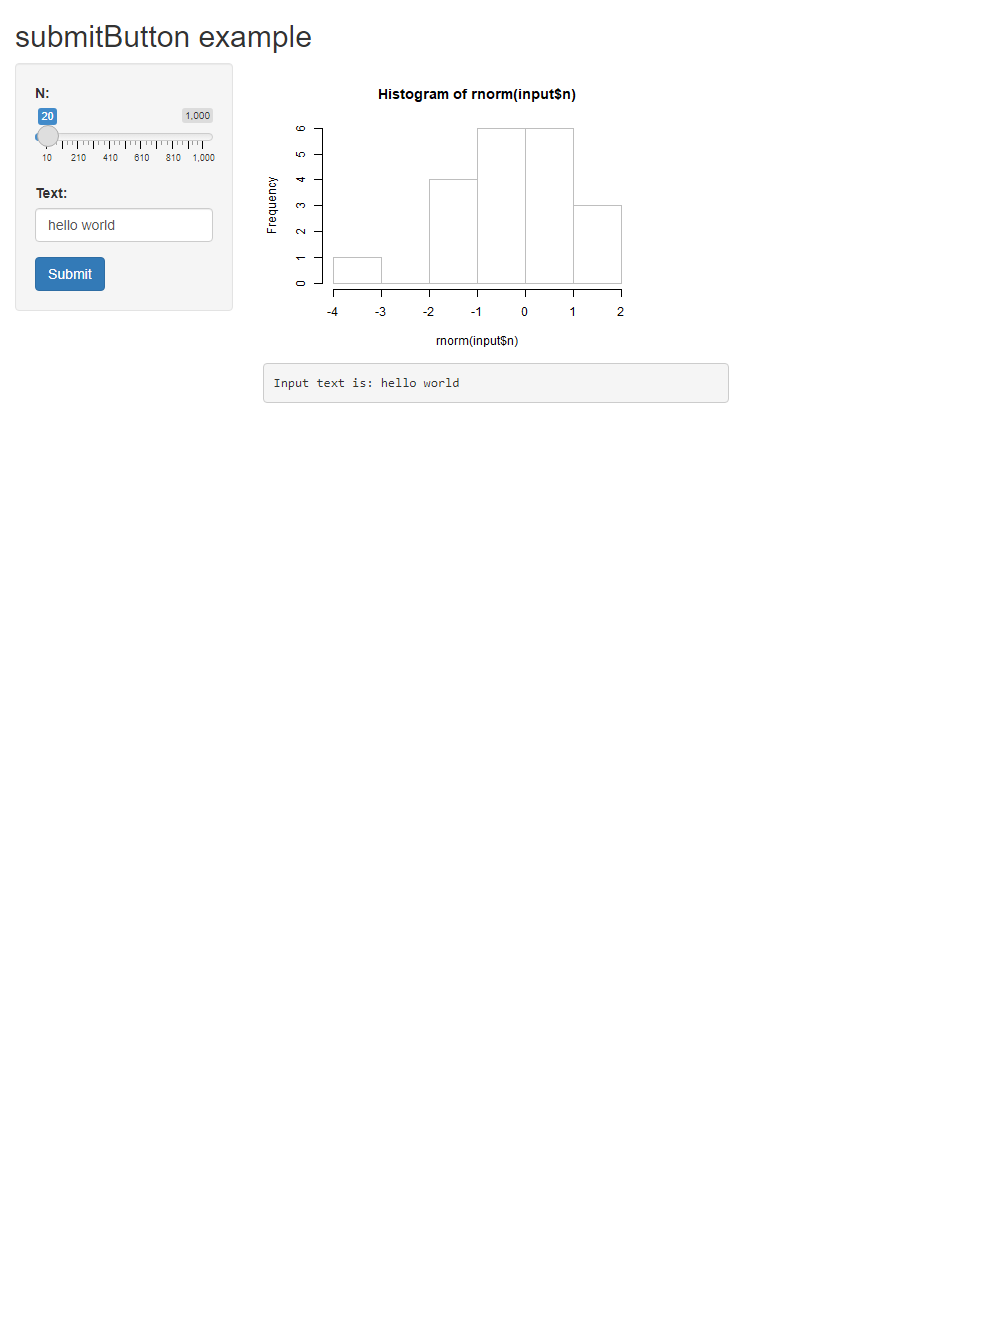 submitButton example
N:
20 1,000
10 210 410 610 810 1,000
Text:
hello world
Submit
Histogram of rnorm(input$n)
Frequency
6
5
4
3
2
1
0
-4 -3 -2 -1 0 1 2
rnorm(input$n)
Input text is: hello world